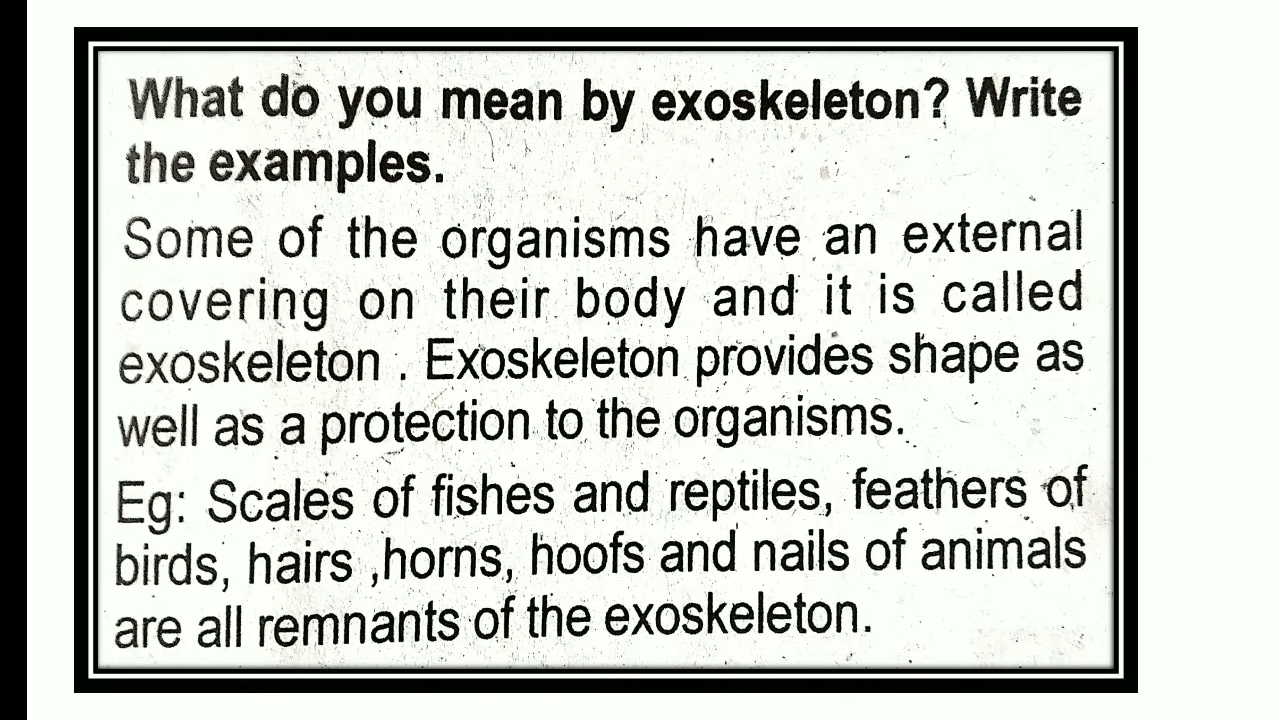 What do you mean by exoskeleton? Write
the examples.
Some of the organisms have an external
covering on their body and it is called
exoskeleton . Exoskeleton provides shape as
well as a protection to the organisms.
Eg: Scales of fishes and reptiles, feathers of
birds, hairs ,horns, hoofs and nails of animals
are all remnants of the exoskeleton.